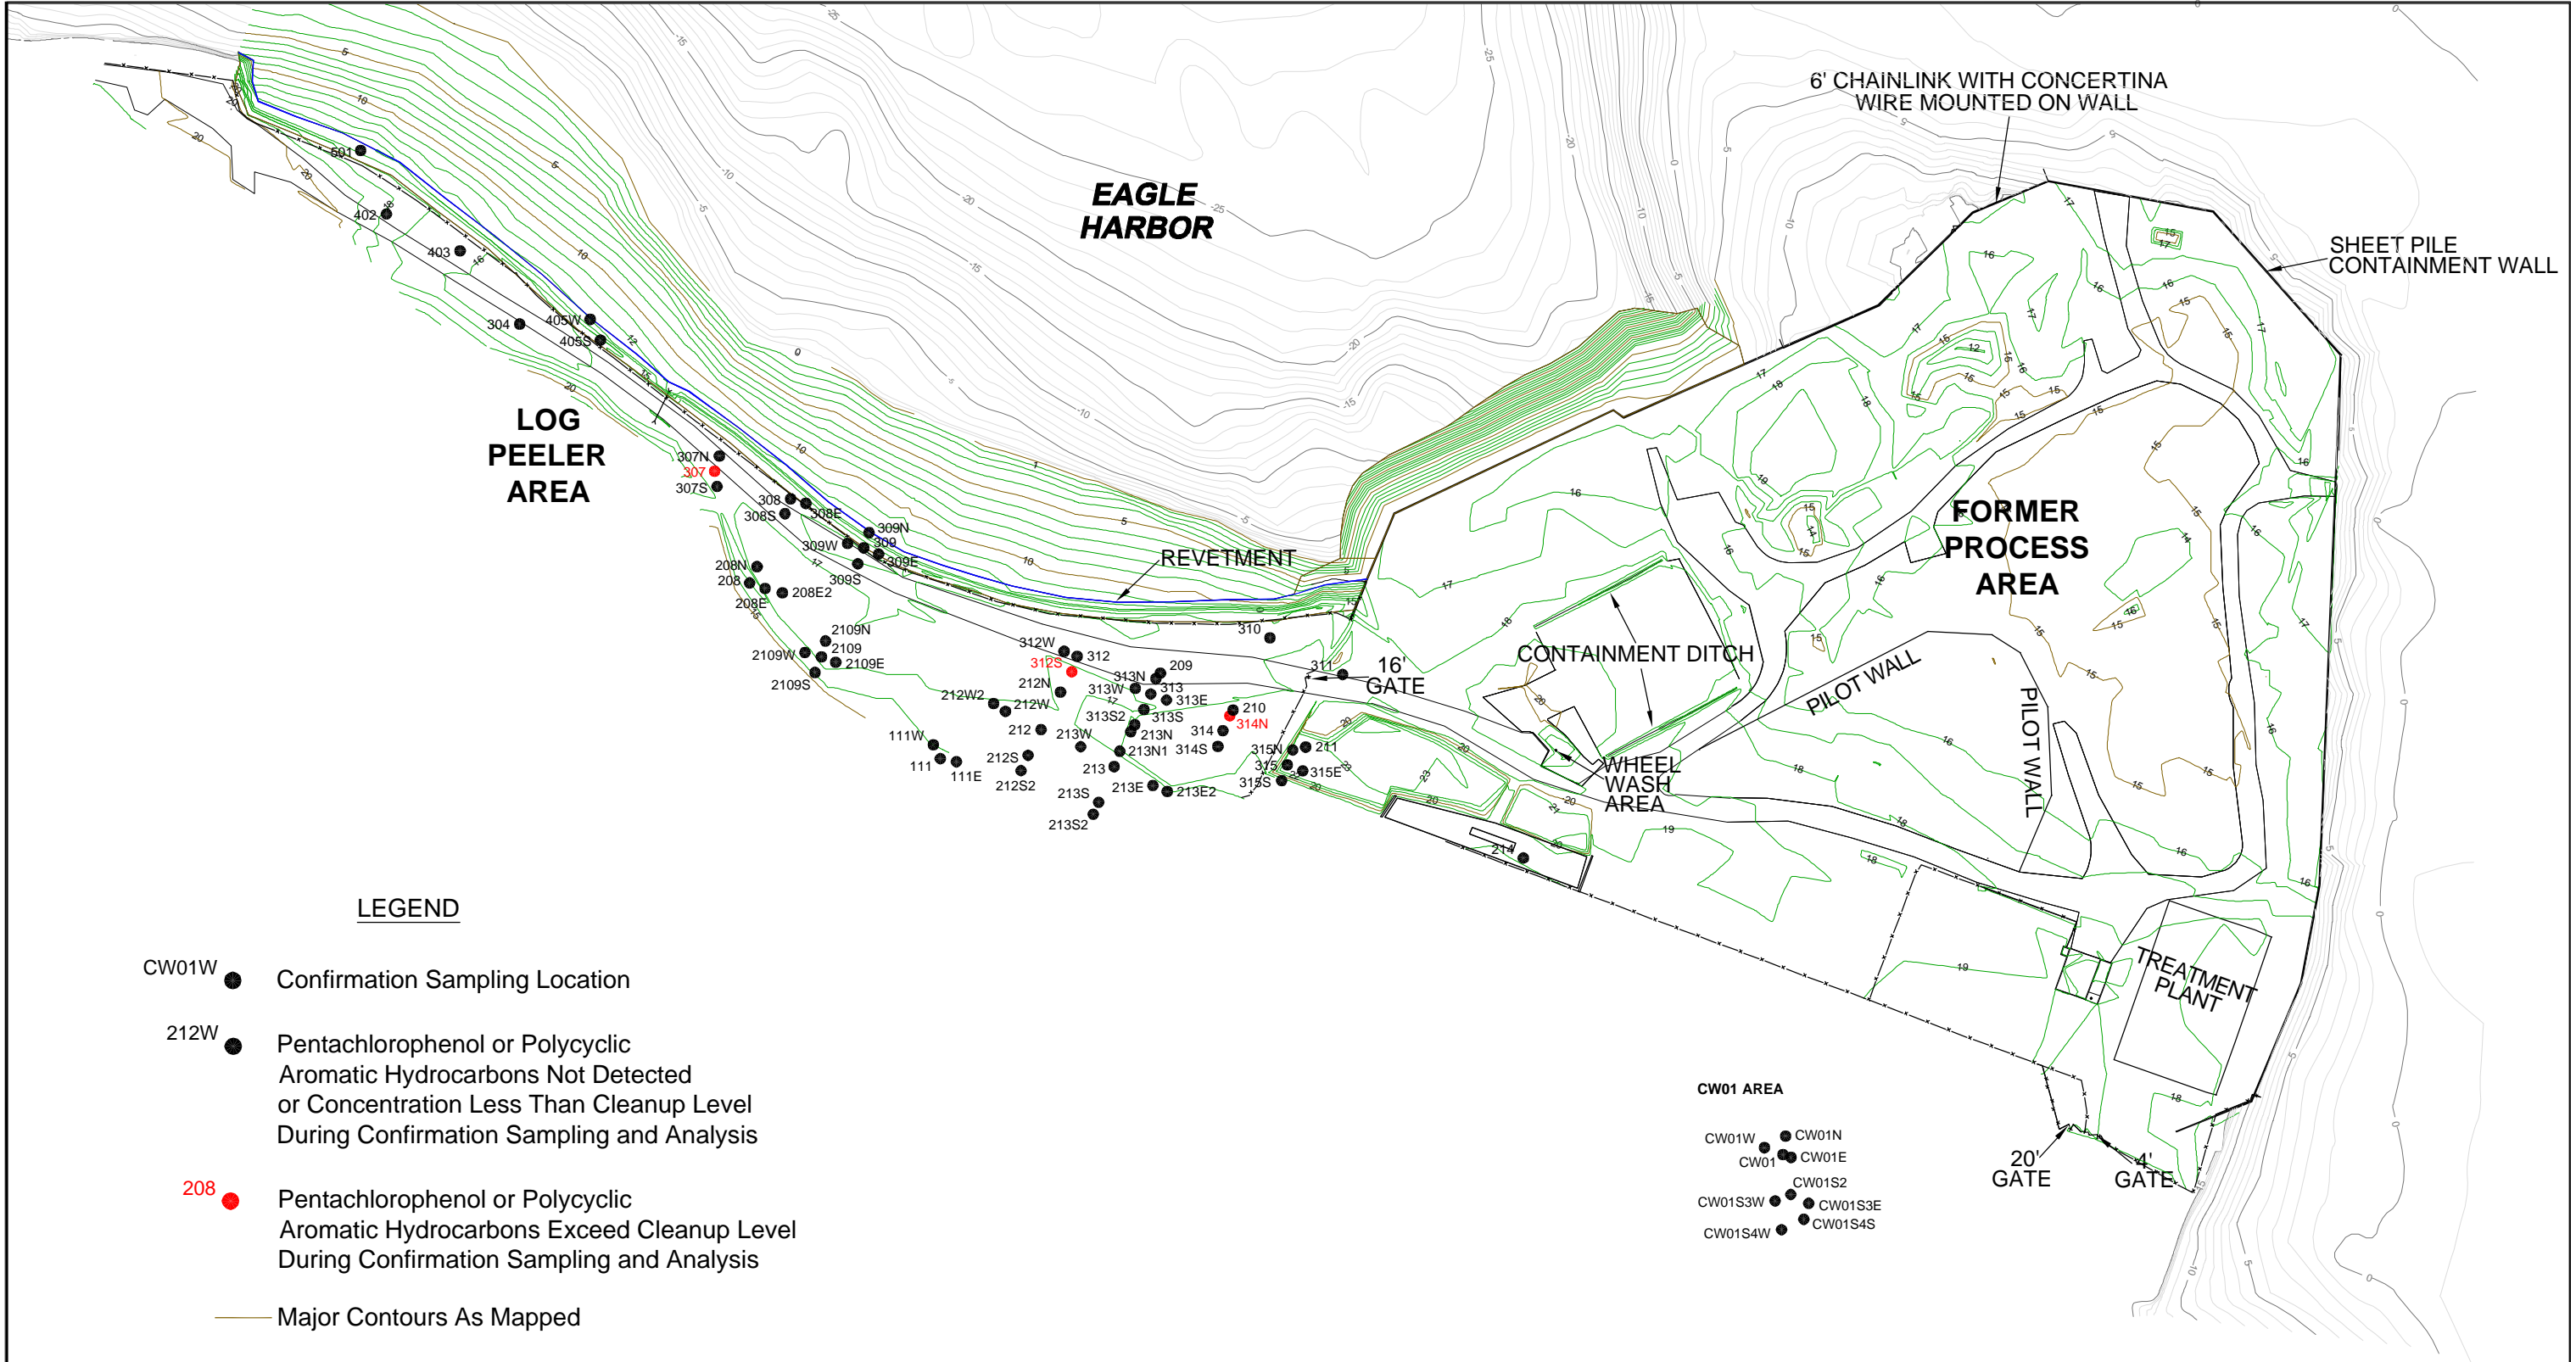 6' CHAINLINK WITH CONCERTINA
WIRE MOUNTED ON WALL
EAGLE
HARBOR
SHEET PILE
CONTAINMENT WALL
501
402
403
304
405W
405S
LOG
PEELER
AREA
307N
307
307S
308
308E
308S
309N
309W
309
309E
309S
REVETMENT
208N
208
208E
208E2
2109N
2109W
2109
2109E
2109S
FORMER
PROCESS
AREA
310
311
16'
GATE
CONTAINMENT DITCH
PILOT WALL
PILOT WALL
312W
312
312S
209
313N
313W
313
313E
313S2
313S
212N
212W2
212W
212
212S
212S2
213W
213N
213N1
213
213E
213E2
213S
213S2
210
314N
314
314S
111W
111
111E
315N
211
315
315E
315S
WHEEL
WASH
AREA
214
TREATMENT
PLANT
20'
GATE
4'
GATE
CW01 AREA
CW01W
CW01N
CW01
CW01E
CW01S2
CW01S3W
CW01S3E
CW01S4S
CW01S4W
LEGEND
CW01W
Confirmation Sampling Location
212W
Pentachlorophenol or Polycyclic
Aromatic Hydrocarbons Not Detected
or Concentration Less Than Cleanup Level
During Confirmation Sampling and Analysis
208
Pentachlorophenol or Polycyclic
Aromatic Hydrocarbons Exceed Cleanup Level
During Confirmation Sampling and Analysis
Major Contours As Mapped